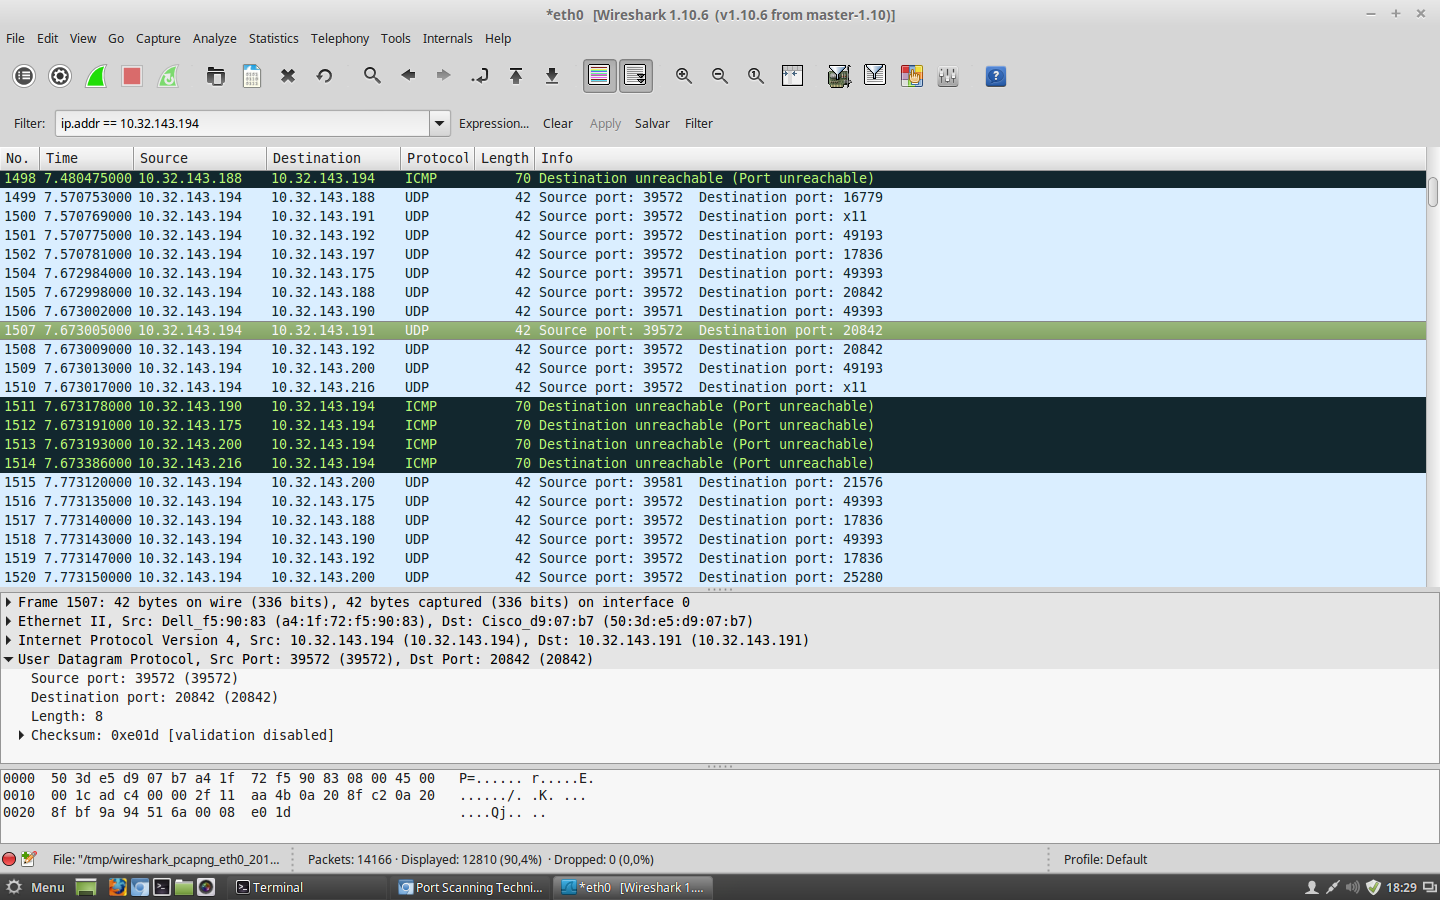 *eth0 [Wireshark 1.10.6 (v1.10.6 from master-1.10)]
File Edit View Go Capture Analyze Statistics Telephony Tools Internals Help
Filter: ip.addr == 10.32.143.194 Expression... Clear Apply Salvar Filter
No. Time Source Destination Protocol Length Info
1498 7.480475000 10.32.143.188 10.32.143.194 ICMP 70 Destination unreachable (Port unreachable)
1499 7.570753000 10.32.143.194 10.32.143.188 UDP 42 Source port: 39572 Destination port: 16779
1500 7.570769000 10.32.143.194 10.32.143.191 UDP 42 Source port: 39572 Destination port: x11
1501 7.570775000 10.32.143.194 10.32.143.192 UDP 42 Source port: 39572 Destination port: 49193
1502 7.570781000 10.32.143.194 10.32.143.197 UDP 42 Source port: 39572 Destination port: 17836
1504 7.672984000 10.32.143.194 10.32.143.175 UDP 42 Source port: 39571 Destination port: 49393
1505 7.672998000 10.32.143.194 10.32.143.188 UDP 42 Source port: 39572 Destination port: 20842
1506 7.673002000 10.32.143.194 10.32.143.190 UDP 42 Source port: 39571 Destination port: 49393
1507 7.673005000 10.32.143.194 10.32.143.191 UDP 42 Source port: 39572 Destination port: 20842
1508 7.673009000 10.32.143.194 10.32.143.192 UDP 42 Source port: 39572 Destination port: 20842
1509 7.673013000 10.32.143.194 10.32.143.200 UDP 42 Source port: 39572 Destination port: 49193
1510 7.673017000 10.32.143.194 10.32.143.216 UDP 42 Source port: 39572 Destination port: x11
1511 7.673178000 10.32.143.190 10.32.143.194 ICMP 70 Destination unreachable (Port unreachable)
1512 7.673191000 10.32.143.175 10.32.143.194 ICMP 70 Destination unreachable (Port unreachable)
1513 7.673193000 10.32.143.200 10.32.143.194 ICMP 70 Destination unreachable (Port unreachable)
1514 7.673386000 10.32.143.216 10.32.143.194 ICMP 70 Destination unreachable (Port unreachable)
1515 7.773120000 10.32.143.194 10.32.143.200 UDP 42 Source port: 39581 Destination port: 21576
1516 7.773135000 10.32.143.194 10.32.143.175 UDP 42 Source port: 39572 Destination port: 49393
1517 7.773140000 10.32.143.194 10.32.143.188 UDP 42 Source port: 39572 Destination port: 17836
1518 7.773143000 10.32.143.194 10.32.143.190 UDP 42 Source port: 39572 Destination port: 49393
1519 7.773147000 10.32.143.194 10.32.143.192 UDP 42 Source port: 39572 Destination port: 17836
1520 7.773150000 10.32.143.194 10.32.143.200 UDP 42 Source port: 39572 Destination port: 25280
Frame 1507: 42 bytes on wire (336 bits), 42 bytes captured (336 bits) on interface 0
Ethernet II, Src: Dell_f5:90:83 (a4:1f:72:f5:90:83), Dst: Cisco_d9:07:b7 (50:3d:e5:d9:07:b7)
Internet Protocol Version 4, Src: 10.32.143.194 (10.32.143.194), Dst: 10.32.143.191 (10.32.143.191)
User Datagram Protocol, Src Port: 39572 (39572), Dst Port: 20842 (20842)
Source port: 39572 (39572)
Destination port: 20842 (20842)
Length: 8
Checksum: 0xe01d [validation disabled]
0000 50 3d e5 d9 07 b7 a4 1f 72 f5 90 83 08 00 45 00 P=...... r.....E.
0010 00 1c ad c4 00 00 2f 11 aa 4b 0a 20 8f c2 0a 20 ....../. .K. ... 
0020 8f bf 9a 94 51 6a 00 08 e0 1d ....Qj.. ..
File: "/tmp/wireshark_pcapng_eth0_201... Packets: 14166 · Displayed: 12810 (90,4%) · Dropped: 0 (0,0%) Profile: Default
Menu Terminal Port Scanning Techni... *eth0 [Wireshark 1.... 18:29